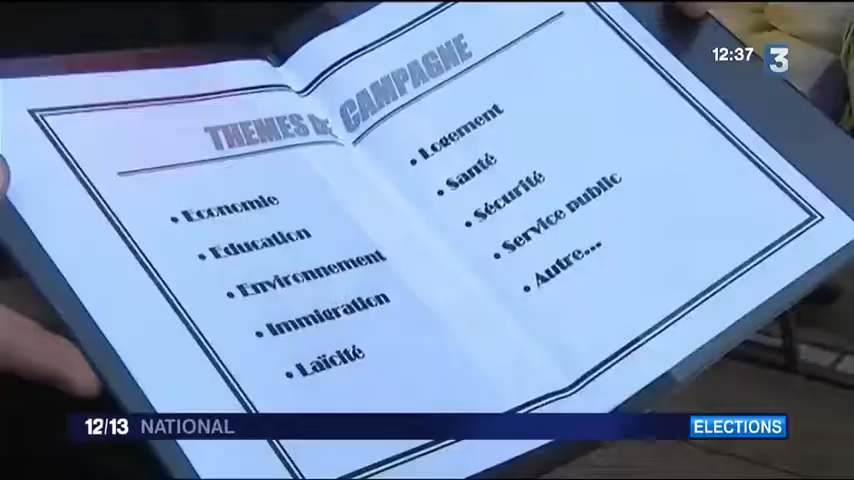 12:37 3
THEMES DE CAMPAGNE
• Economie
• Education
• Environnement
• Immigration
• Laïcité
• Logement
• Santé
• Sécurité
• Service public
• Autre...
12/13 NATIONAL
ELECTIONS